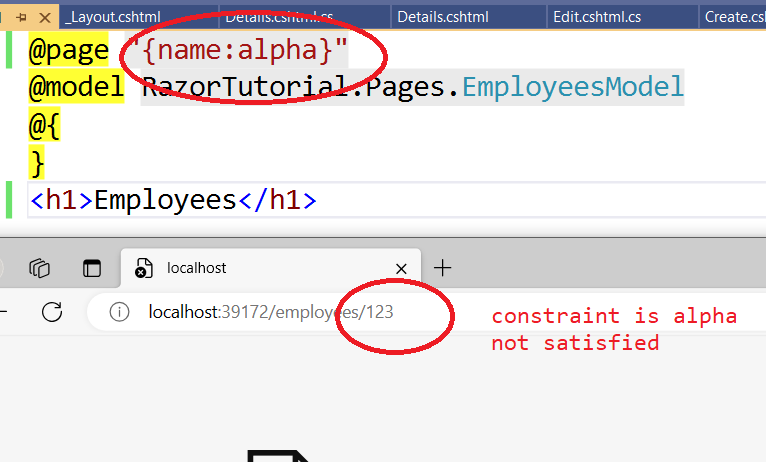 _Layout.cshtml Details.cshtml.cs Details.cshtml Edit.cshtml.cs Create.cs
@page "{name:alpha}"
@model RazorTutorial.Pages.EmployeesModel
@{
}
<h1>Employees</h1>
localhost
localhost:39172/employees/123
constraint is alpha
not satisfied